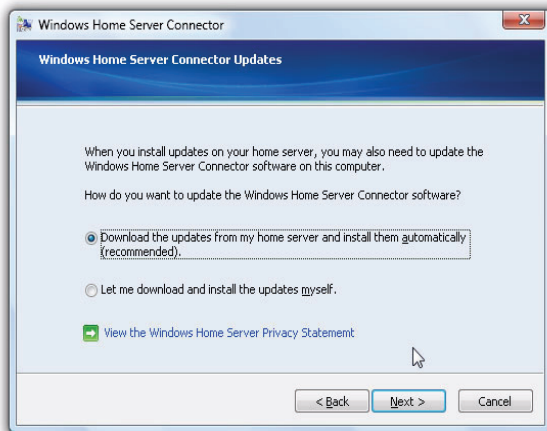 Windows Home Server Connector
Windows Home Server Connector Updates
When you install updates on your home server, you may also need to update the
Windows Home Server Connector software on this computer.
How do you want to update the Windows Home Server Connector software?
Download the updates from my home server and install them automatically
(recommended).
Let me download and install the updates myself.
View the Windows Home Server Privacy Statememt
< Back
Next >
Cancel